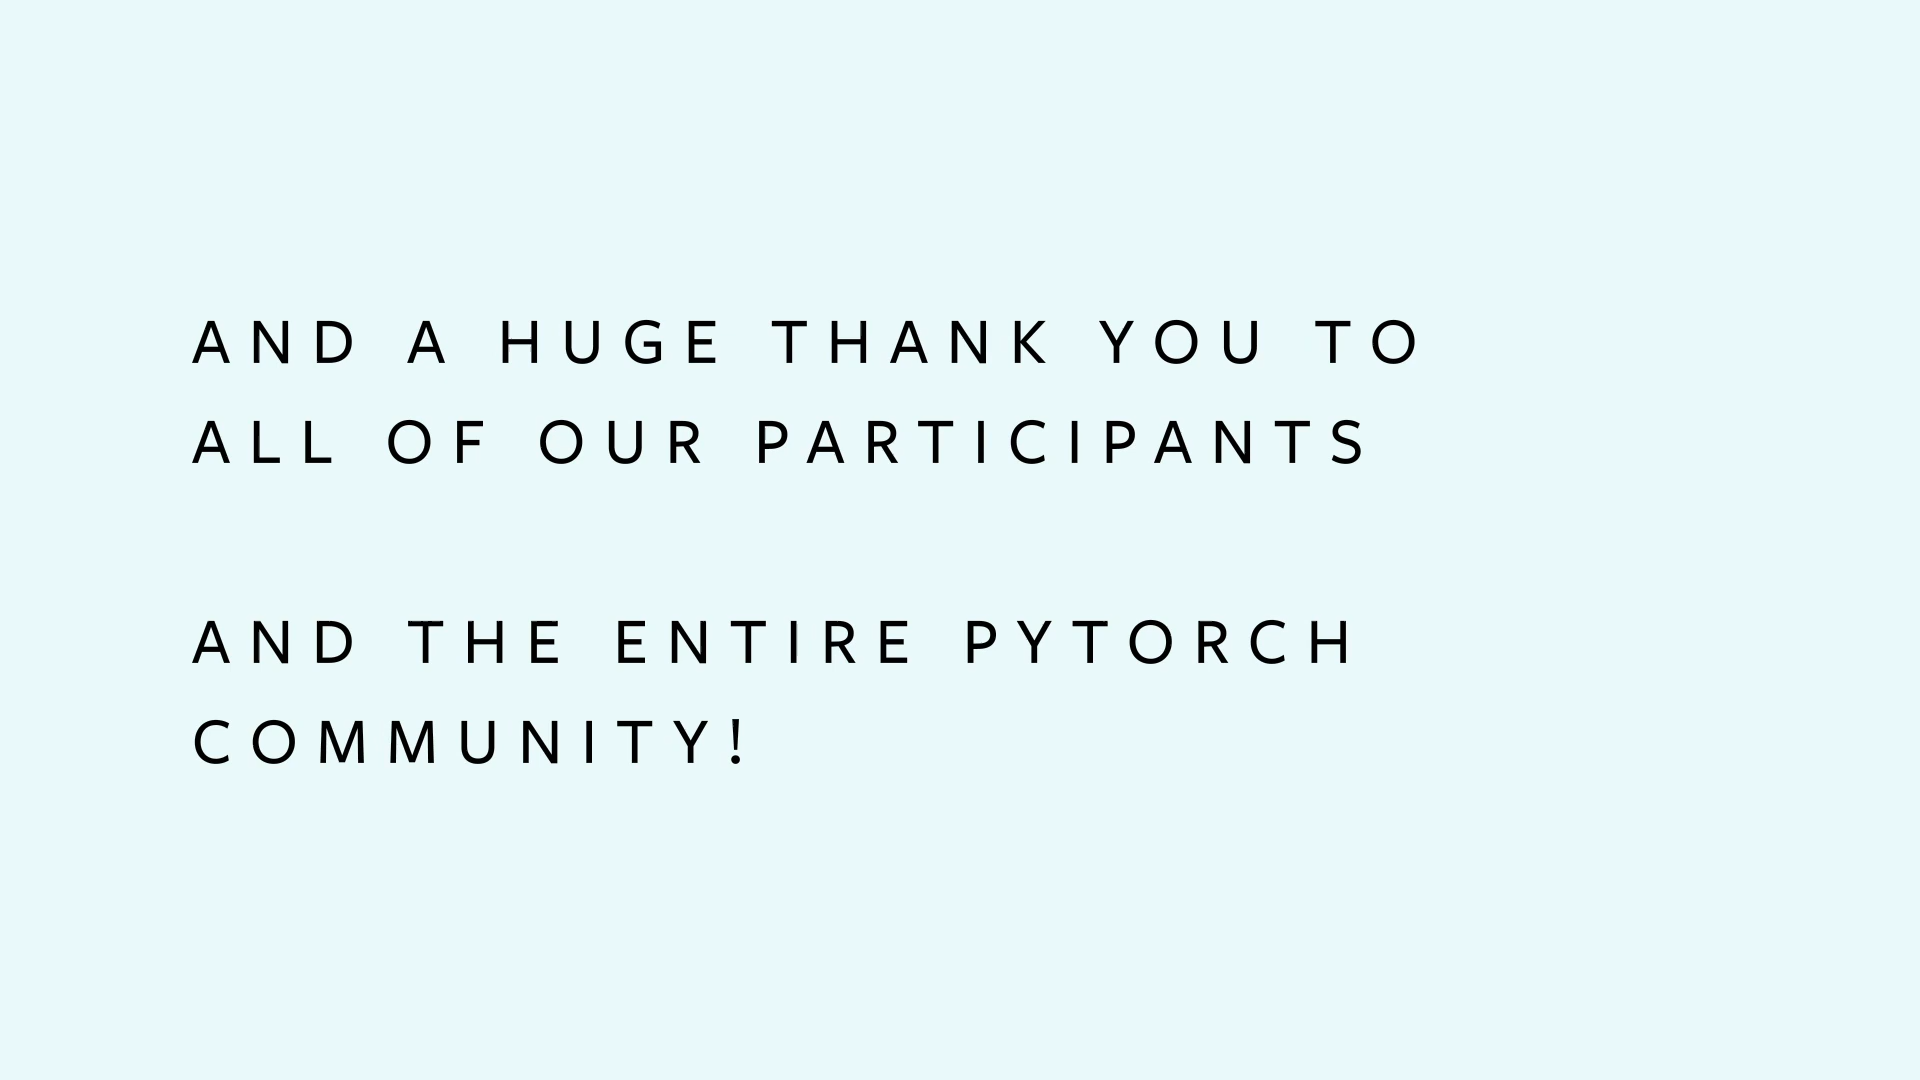 AND A HUGE THANK YOU TO
ALL OF OUR PARTICIPANTS
AND THE ENTIRE PYTORCH
COMMUNITY!